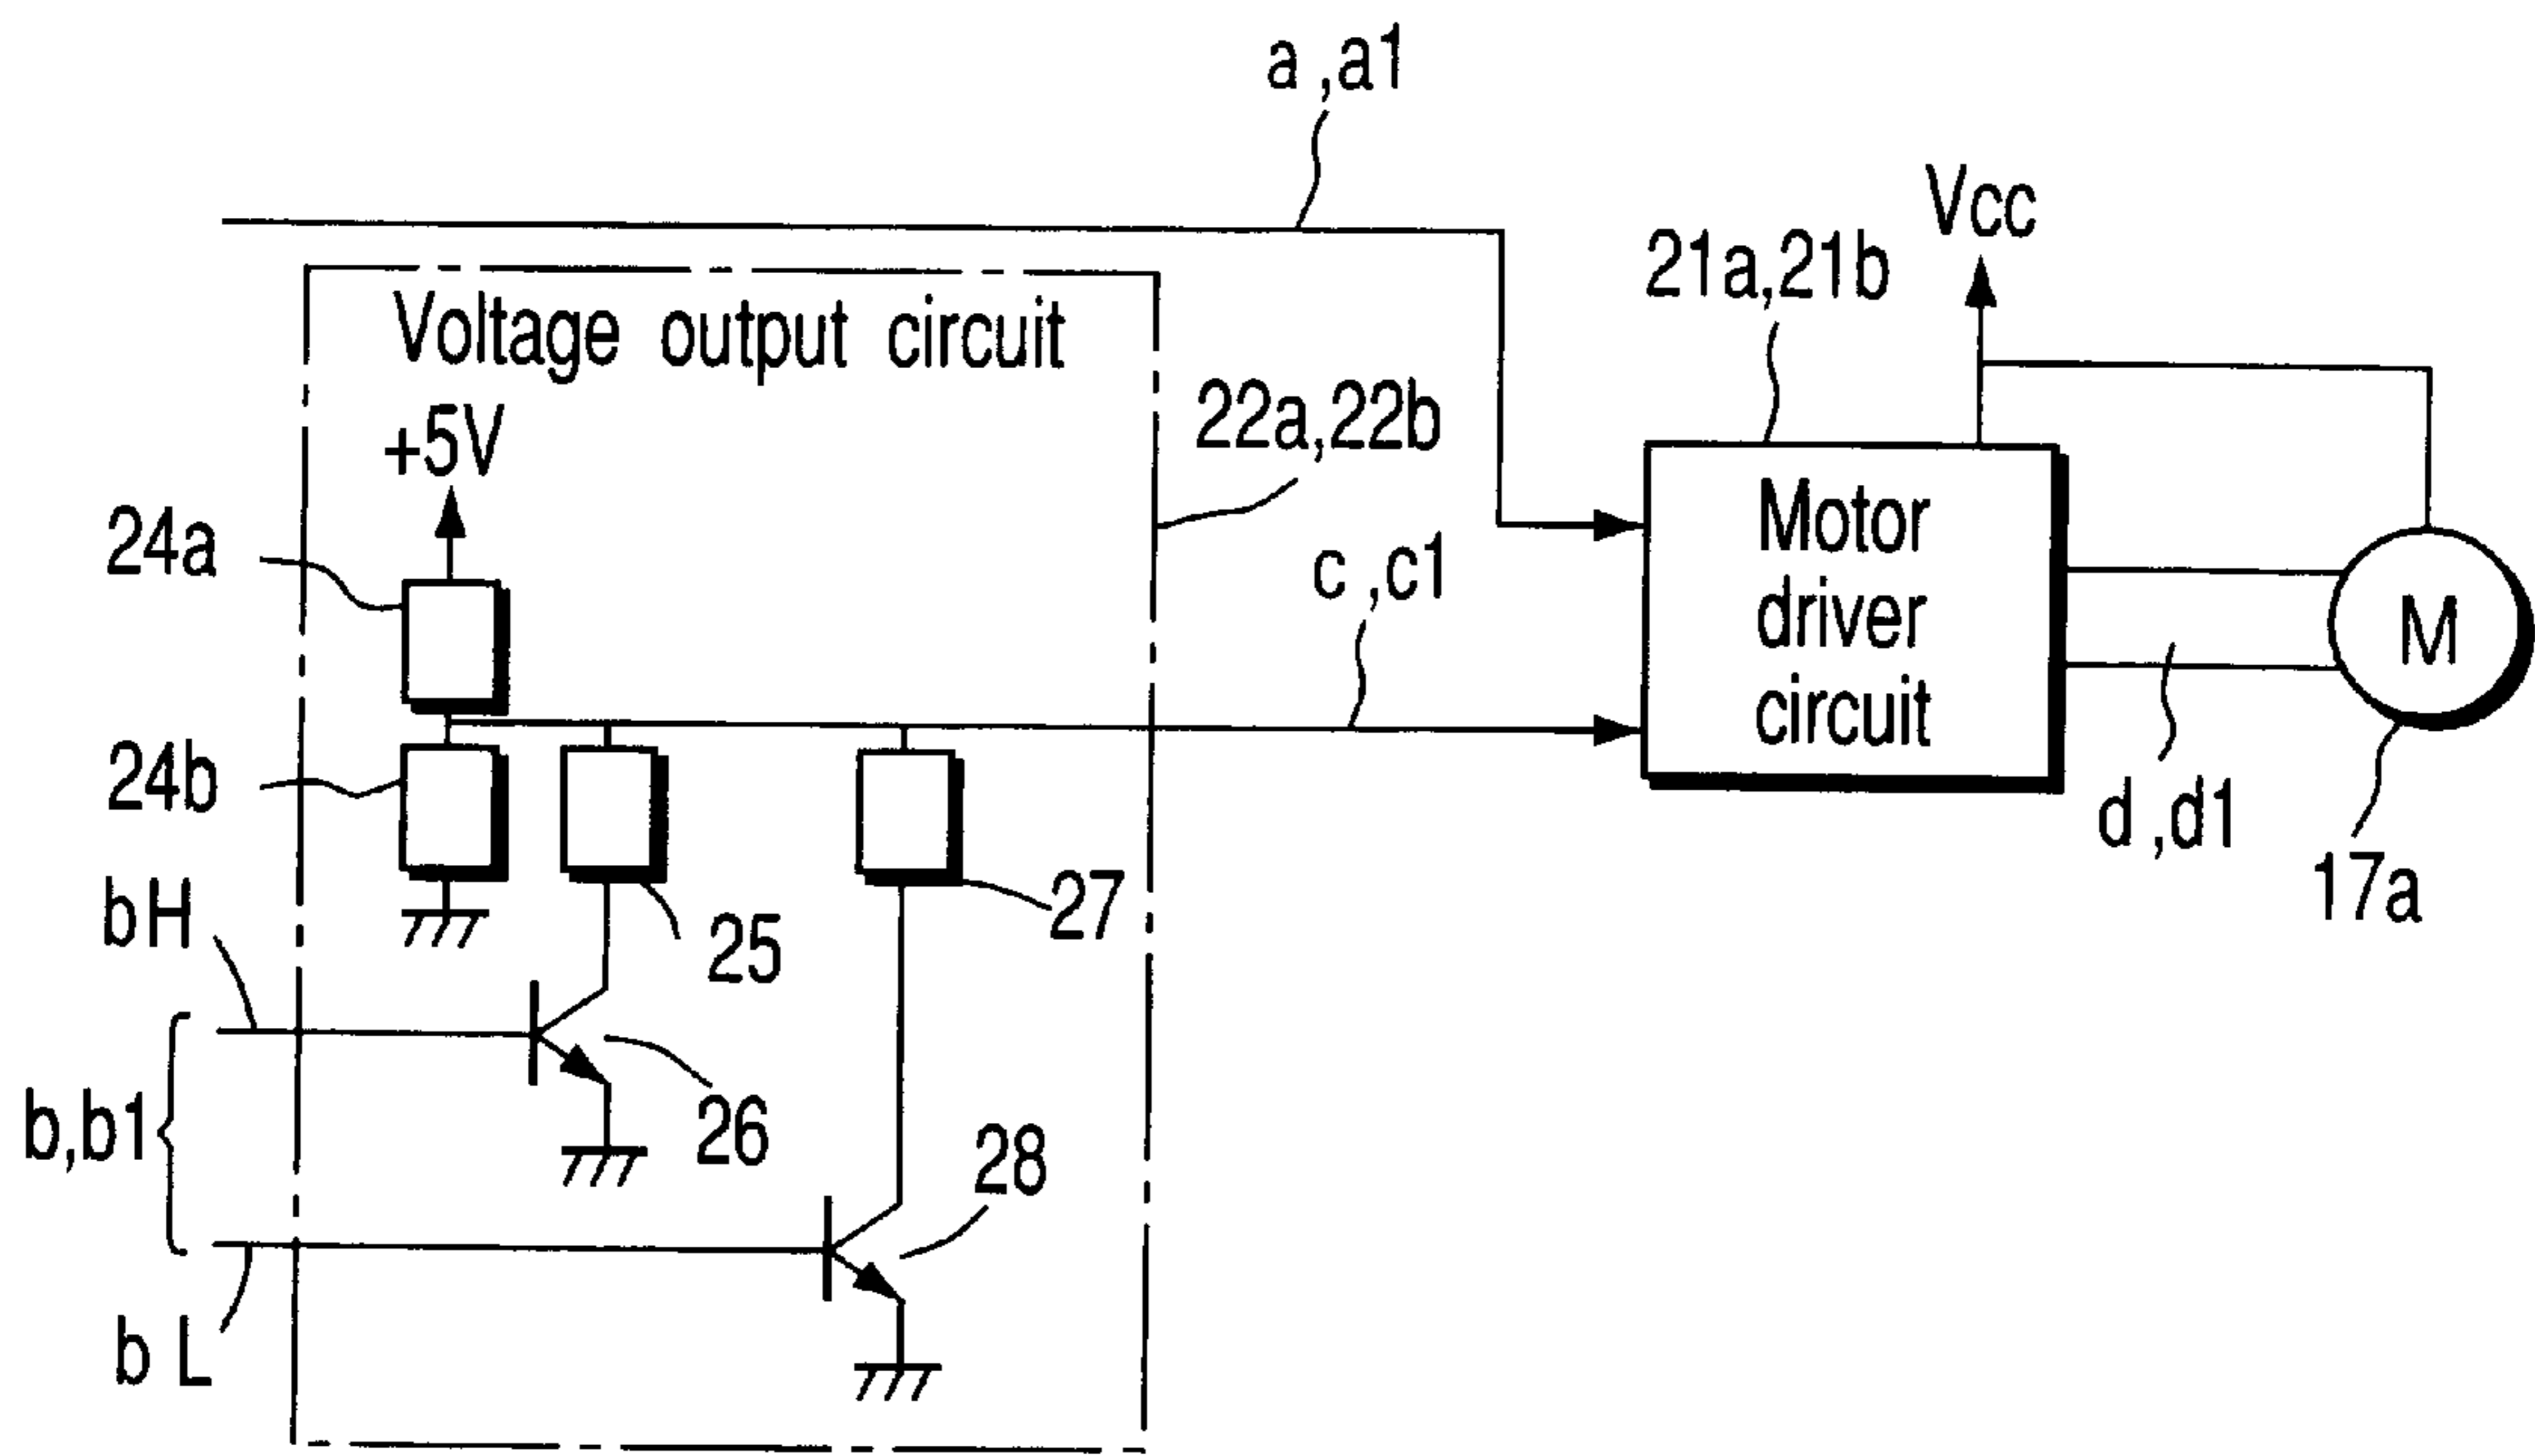 a ,a1
Vcc
21a,21b
Voltage output circuit
22a,22b
+5V
24a
Motor
driver
circuit
c ,c1
M
24b
d ,d1
17a
bH
25
27
b,b1
26
28
b L